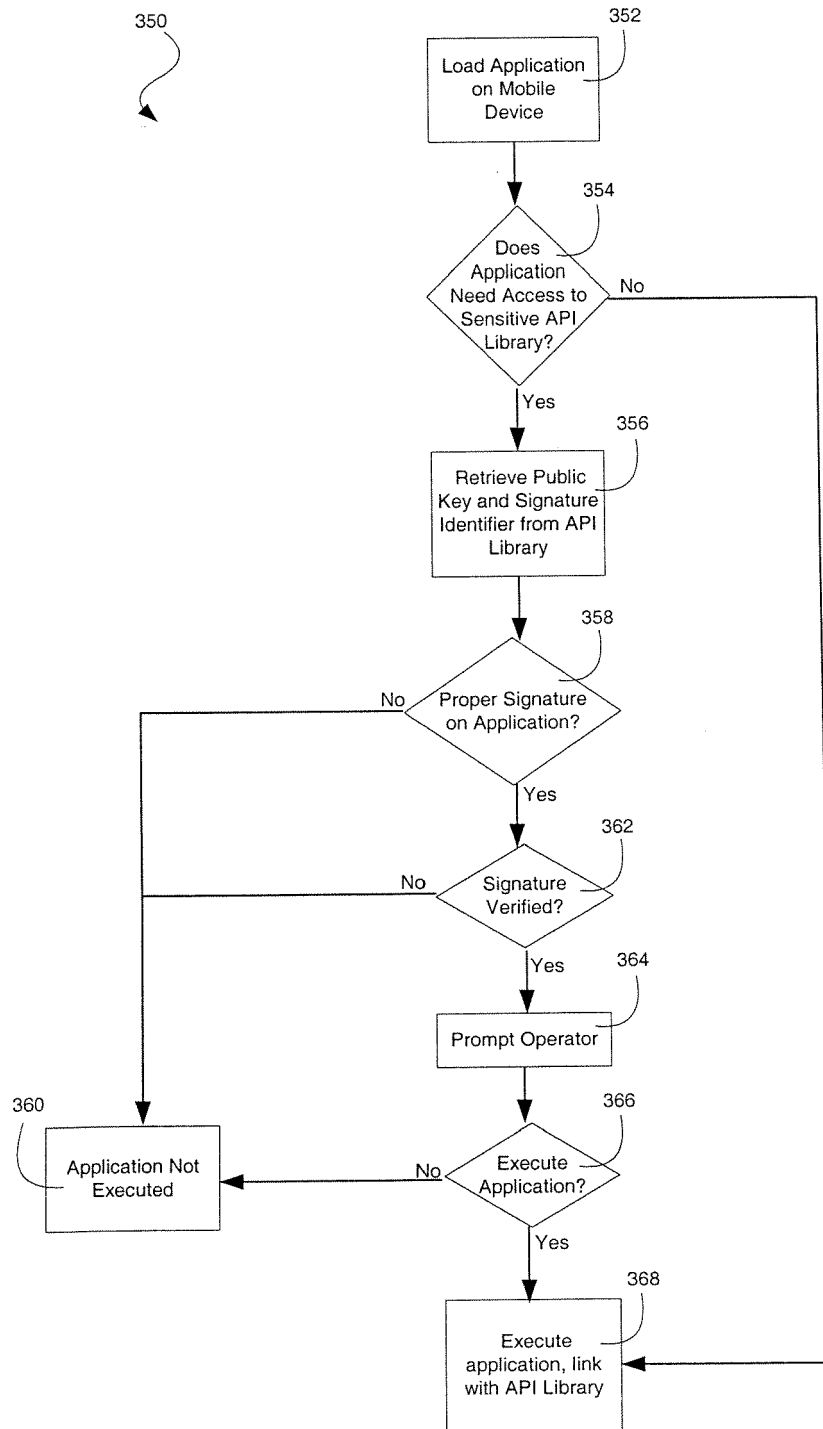 350
352
Load Application
on Mobile
Device
354
Does
Application
Need Access to
Sensitive API
Library?
No
Yes
356
Retrieve Public
Key and Signature
Identifier from API
Library
358
No
Proper Signature
on Application?
Yes
362
No
Signature
Verified?
Yes
364
Prompt Operator
360
366
Application Not
Executed
No
Execute
Application?
Yes
368
Execute
application, link
with API Library